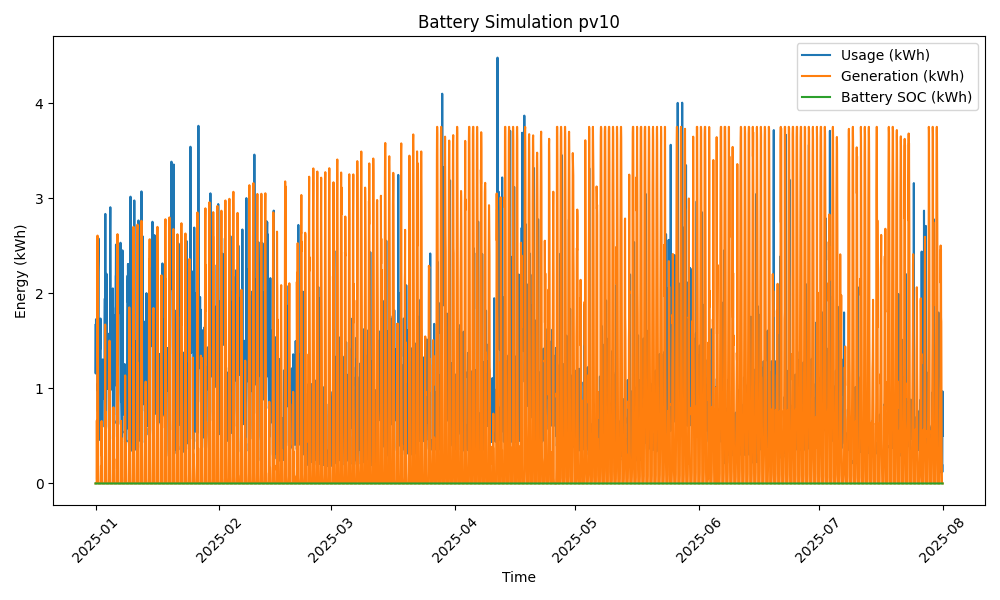 Battery Simulation pv10
Usage (kWh)
Generation (kWh)
Battery SOC (kWh)
Energy (kWh)
4
3
2
1
0
2025-01
2025-02
2025-03
2025-04
2025-05
2025-06
2025-07
2025-08
Time